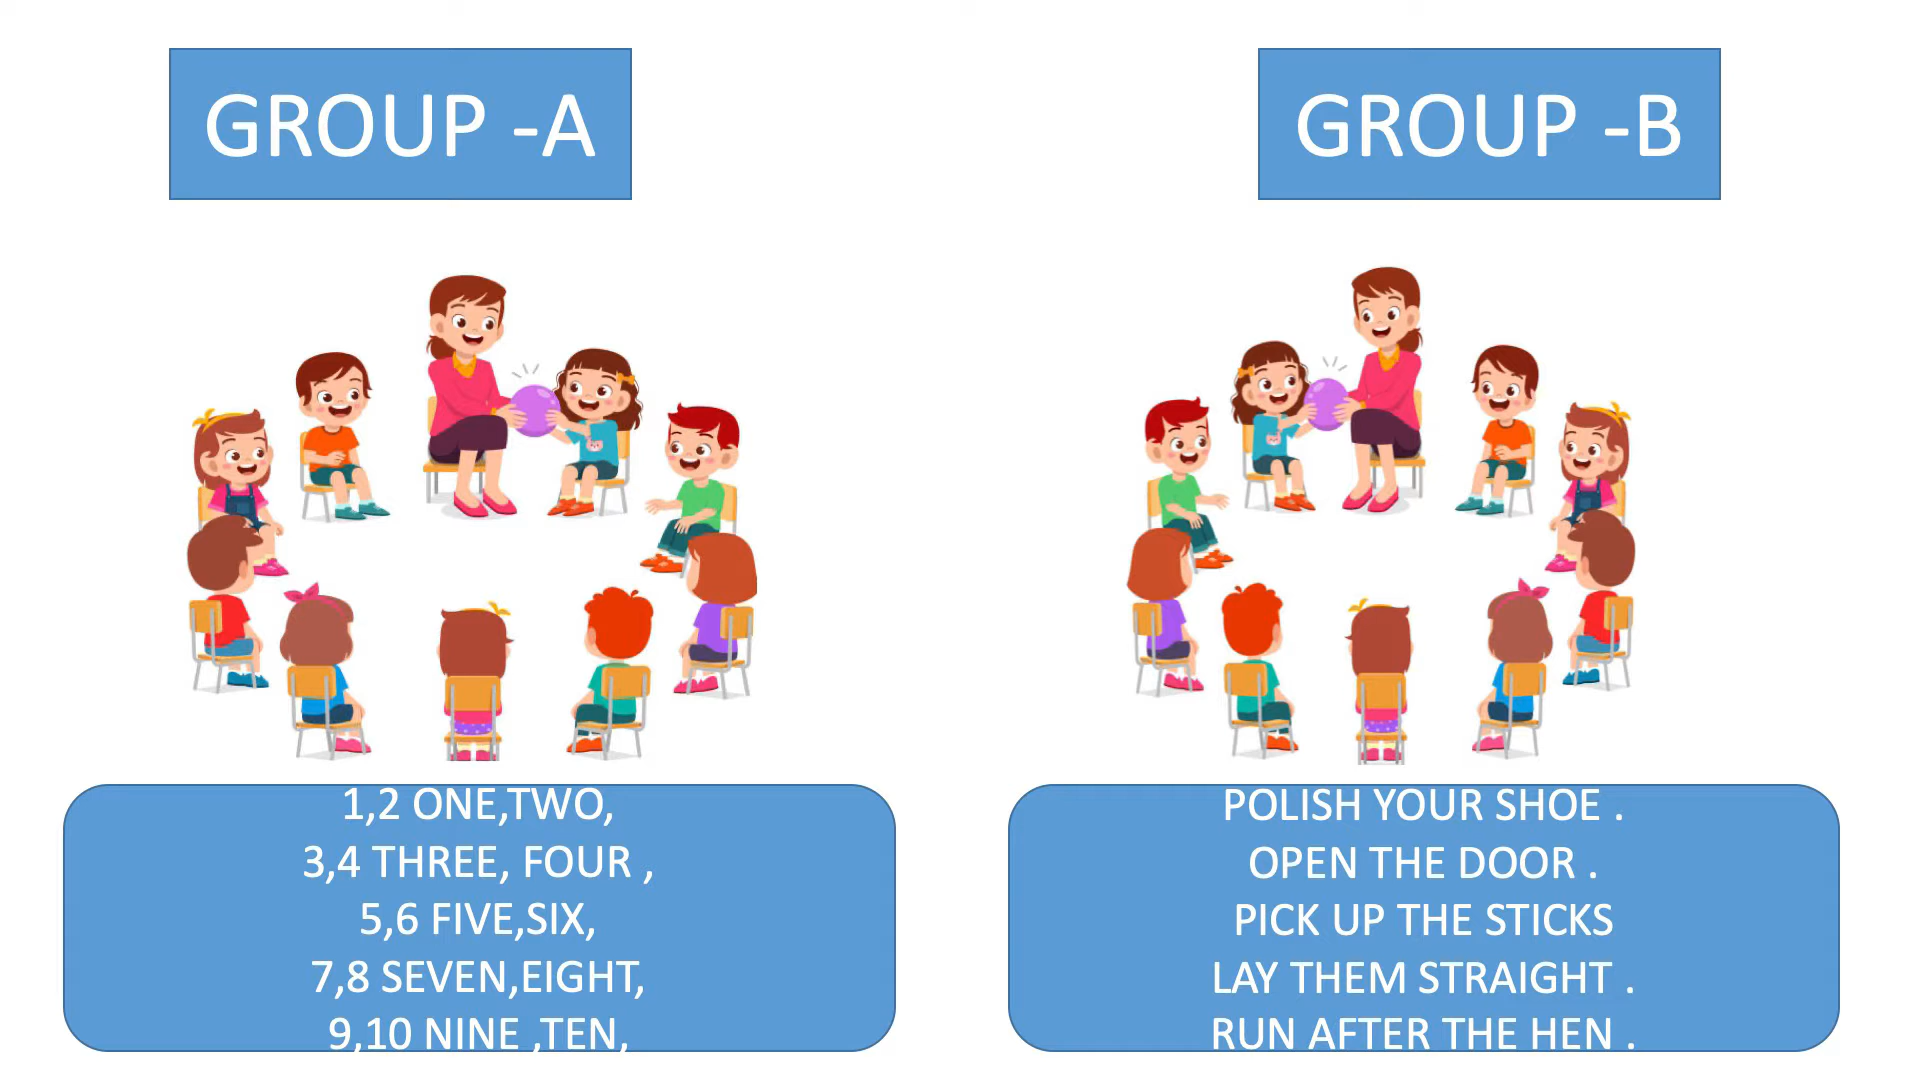 GROUP -A
GROUP -B
1,2 ONE,TWO,
3,4 THREE, FOUR ,
5,6 FIVE,SIX,
7,8 SEVEN,EIGHT,
9,10 NINE ,TEN,
POLISH YOUR SHOE .
OPEN THE DOOR .
PICK UP THE STICKS
LAY THEM STRAIGHT .
RUN AFTER THE HEN .